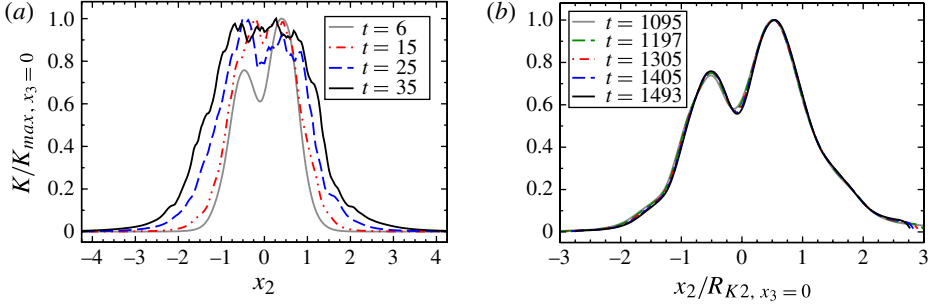 (a)
1.0
0.8
0.6
0.4
0.2
0
K/K_{max, x_3=0}
t = 6
t = 15
t = 25
t = 35
−4 −3 −2 −1 0 1 2 3 4
x_2
(b)
1.0
0.8
0.6
0.4
0.2
0
t = 1095
t = 1197
t = 1305
t = 1405
t = 1493
−3 −2 −1 0 1 2 3
x_2/R_{K2, x_3=0}